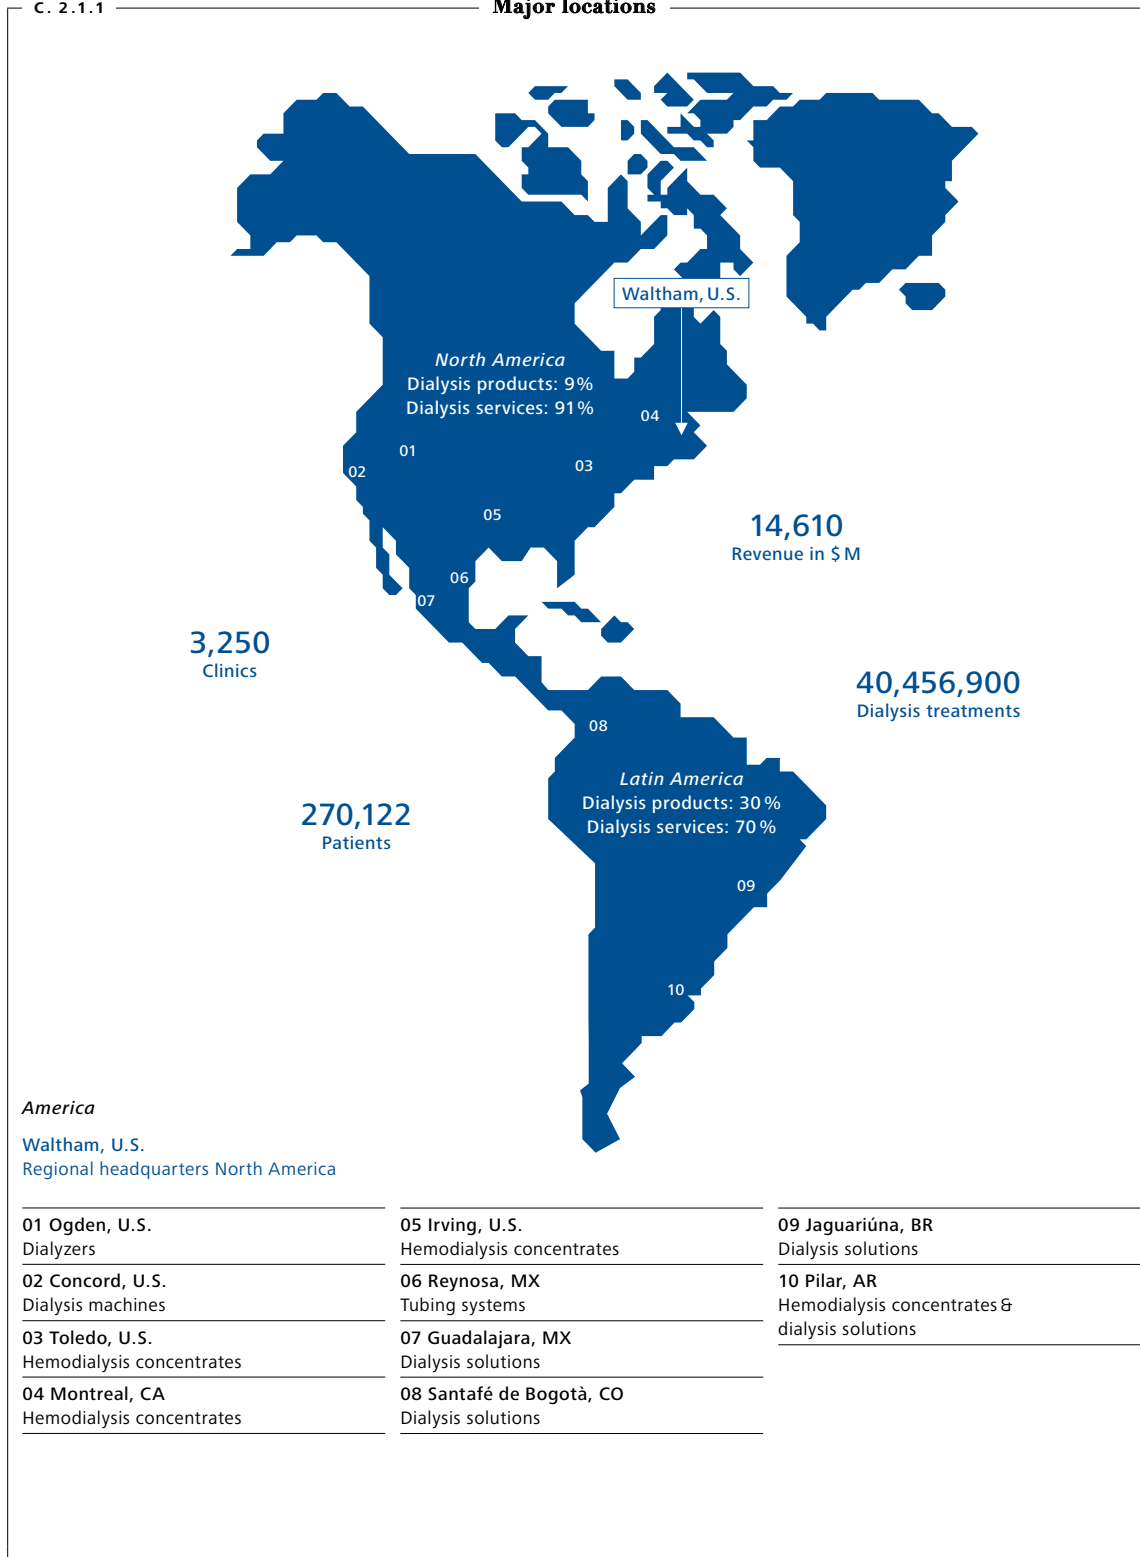 C. 2.1.1
Major locations
Waltham, U.S.
North America
Dialysis products: 9%
Dialysis services: 91%
04
01
03
02
05
14,610
Revenue in $ M
06
07
3,250
Clinics
40,456,900
Dialysis treatments
08
Latin America
Dialysis products: 30 %
Dialysis services: 70 %
270,122
Patients
09
10
America
Waltham, U.S.
Regional headquarters North America
01 Ogden, U.S.
Dialyzers
02 Concord, U.S.
Dialysis machines
03 Toledo, U.S.
Hemodialysis concentrates
04 Montreal, CA
Hemodialysis concentrates
05 Irving, U.S.
Hemodialysis concentrates
06 Reynosa, MX
Tubing systems
07 Guadalajara, MX
Dialysis solutions
08 Santafé de Bogotà, CO
Dialysis solutions
09 Jaguariúna, BR
Dialysis solutions
10 Pilar, AR
Hemodialysis concentrates &
dialysis solutions